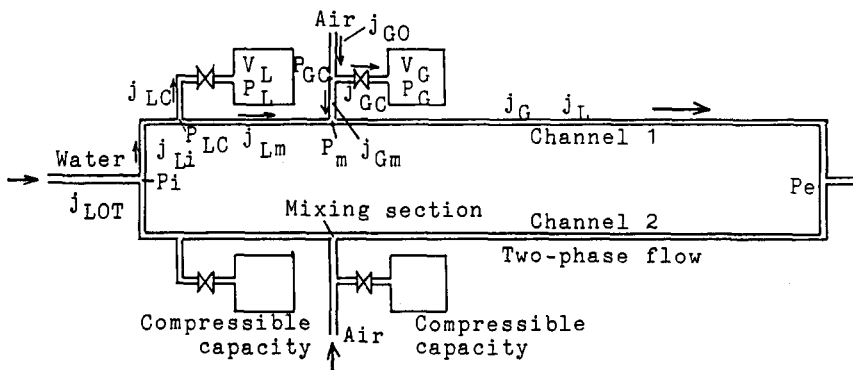 Air
j_GO
V_L
P_L
P_GC
V_G
P_G
j_LC
j_GC
P_LC
j_Lm
P_m
j_Gm
j_G
j_L
Channel 1
Water
j_Li
Pi
j_LOT
Pe
Mixing section
Channel 2
Two-phase flow
Compressible
capacity
Air
Compressible
capacity